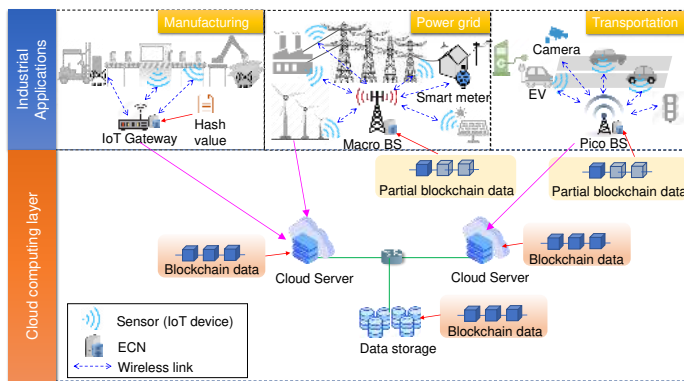 Manufacturing
Power grid
Transportation
Industrial
Applications
Camera
EV
Smart meter
Hash
value
IoT Gateway
Macro BS
Pico BS
Partial blockchain data
Partial blockchain data
Cloud computing layer
Blockchain data
Cloud Server
Cloud Server
Blockchain data
Blockchain data
Data storage
Sensor (IoT device)
ECN
Wireless link